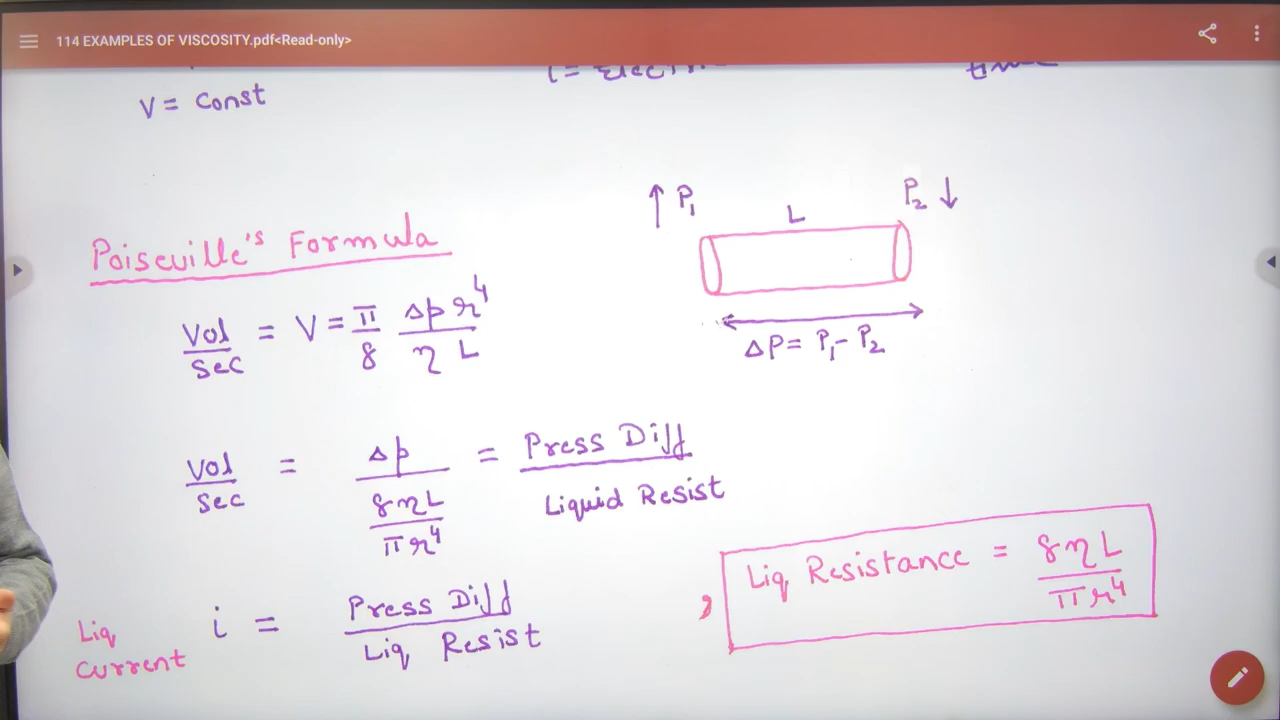 114 EXAMPLES OF VISCOSITY.pdf<Read-only>
i = Electric
time
V = Const
↑ P₁ L P₂ ↓
Poiseuille's Formula
Vol/Sec = V = π/8 Δp r⁴/η L
ΔP = P₁ - P₂
Vol/Sec = Δp/(8ηL/πr⁴) = Press Diff/Liquid Resist
Liq Current i = Press Diff/Liq Resist , Liq Resistance = 8ηL/πr⁴